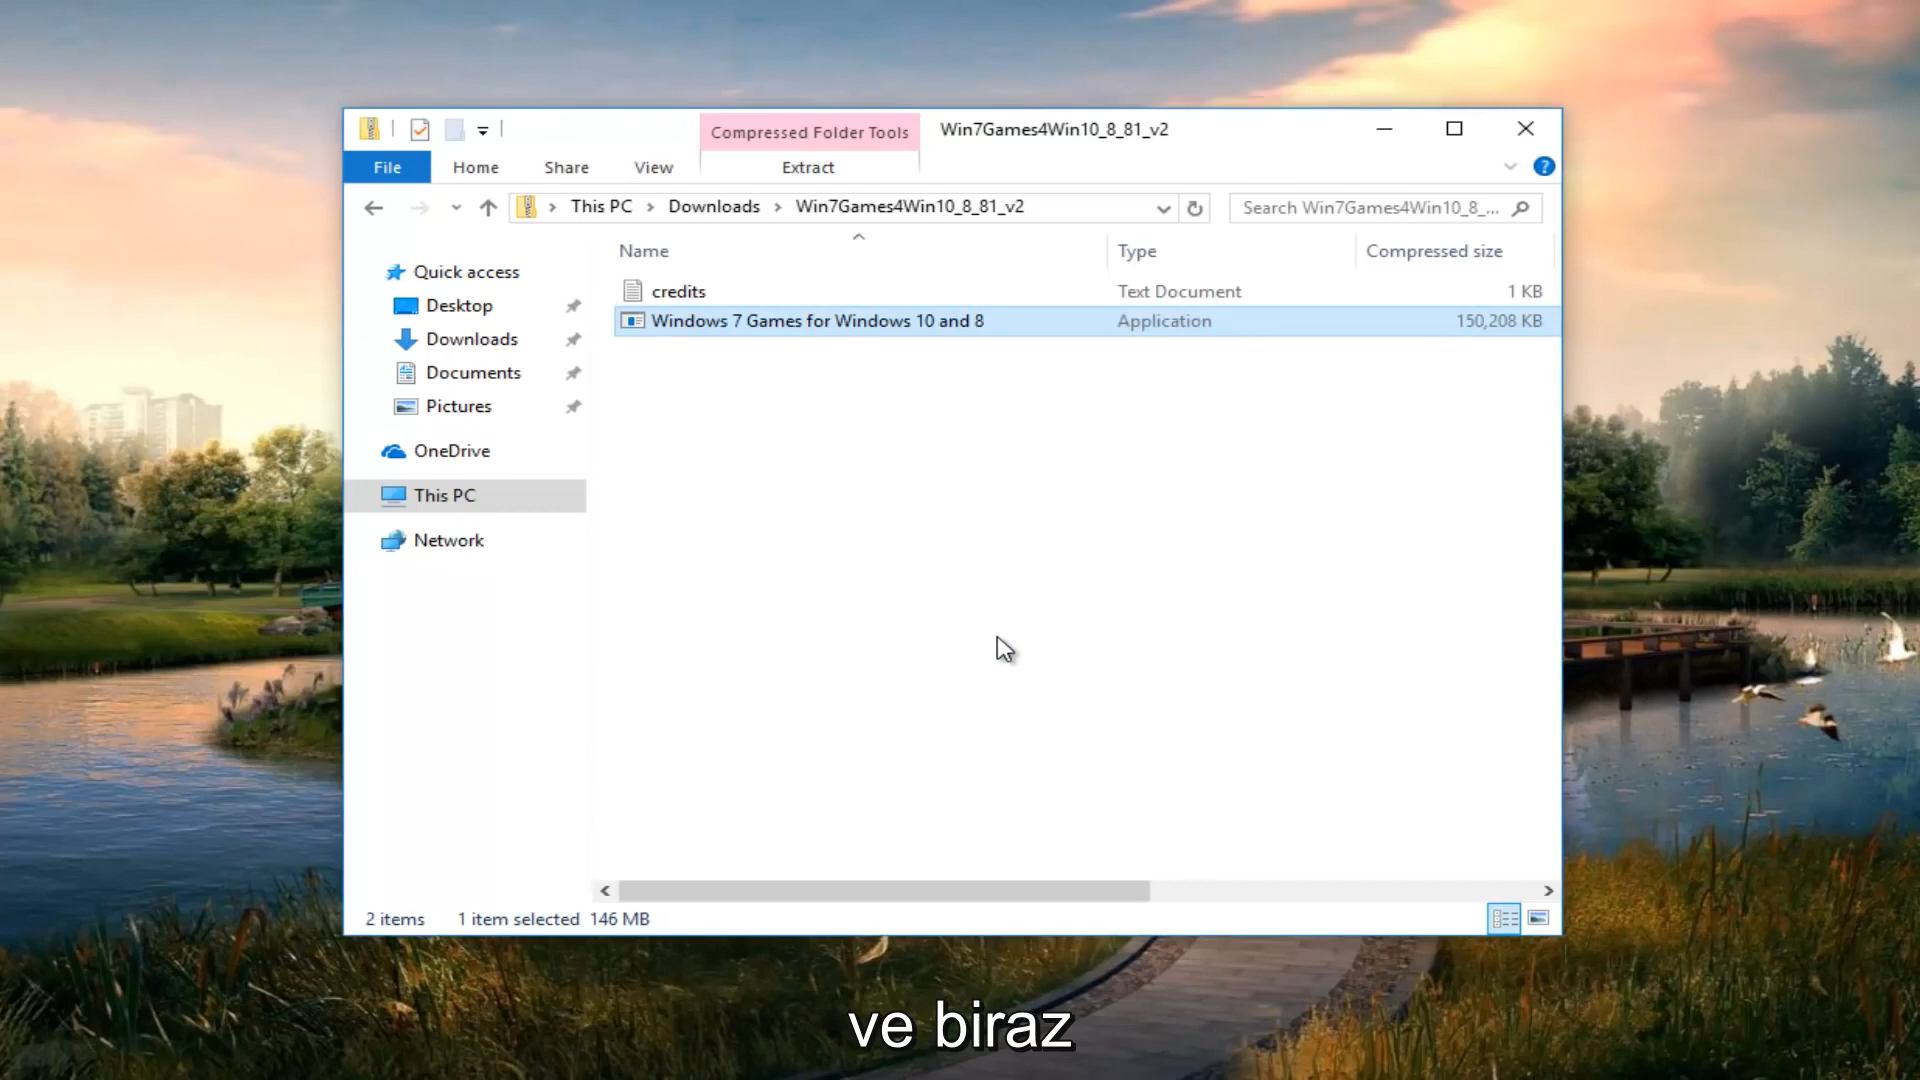 Compressed Folder Tools
Win7Games4Win10_8_81_v2
File
Home
Share
View
Extract
This PC
Downloads
Win7Games4Win10_8_81_v2
Search Win7Games4Win10_8_...
Name
Type
Compressed size
credits
Text Document
1 KB
Windows 7 Games for Windows 10 and 8
Application
150,208 KB
Quick access
Desktop
Downloads
Documents
Pictures
OneDrive
This PC
Network
2 items
1 item selected 146 MB
ve biraz